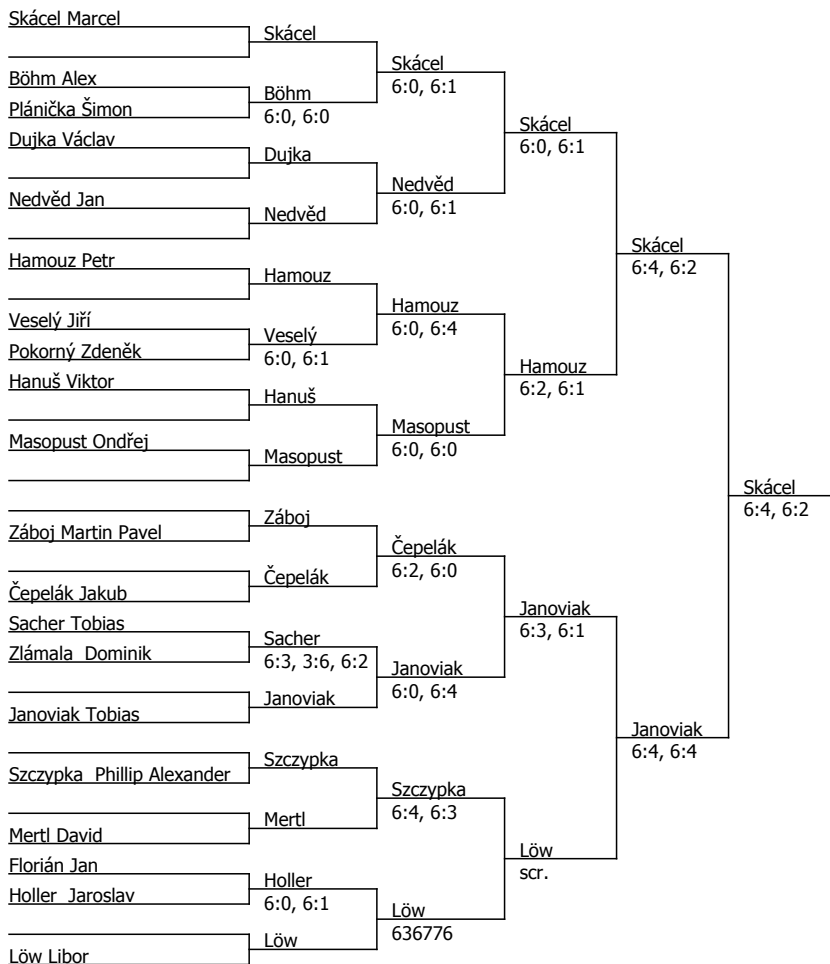 Skácel Marcel
Böhm Alex
Plánička Šimon
Dujka Václav
Nedvěd Jan
Hamouz Petr
Veselý Jiří
Pokorný Zdeněk
Hanuš Viktor
Masopust Ondřej
Záboj Martin Pavel
Čepelák Jakub
Sacher Tobias
Zlámala  Dominik
Janoviak Tobias
Szczypka  Phillip Alexander
Mertl David
Florián Jan
Holler  Jaroslav
Löw Libor
Skácel
Böhm
6:0, 6:0
Dujka
Nedvěd
Hamouz
Veselý
6:0, 6:1
Hanuš
Masopust
Záboj
Čepelák
Sacher
6:3, 3:6, 6:2
Janoviak
Szczypka
Mertl
Holler
6:0, 6:1
Löw
Skácel
6:0, 6:1
Nedvěd
6:0, 6:1
Hamouz
6:0, 6:4
Masopust
6:0, 6:0
Čepelák
6:2, 6:0
Janoviak
6:0, 6:4
Szczypka
6:4, 6:3
Löw
636776
Skácel
6:0, 6:1
Hamouz
6:2, 6:1
Janoviak
6:3, 6:1
Löw
scr.
Skácel
6:4, 6:2
Janoviak
6:4, 6:4
Skácel
6:4, 6:2